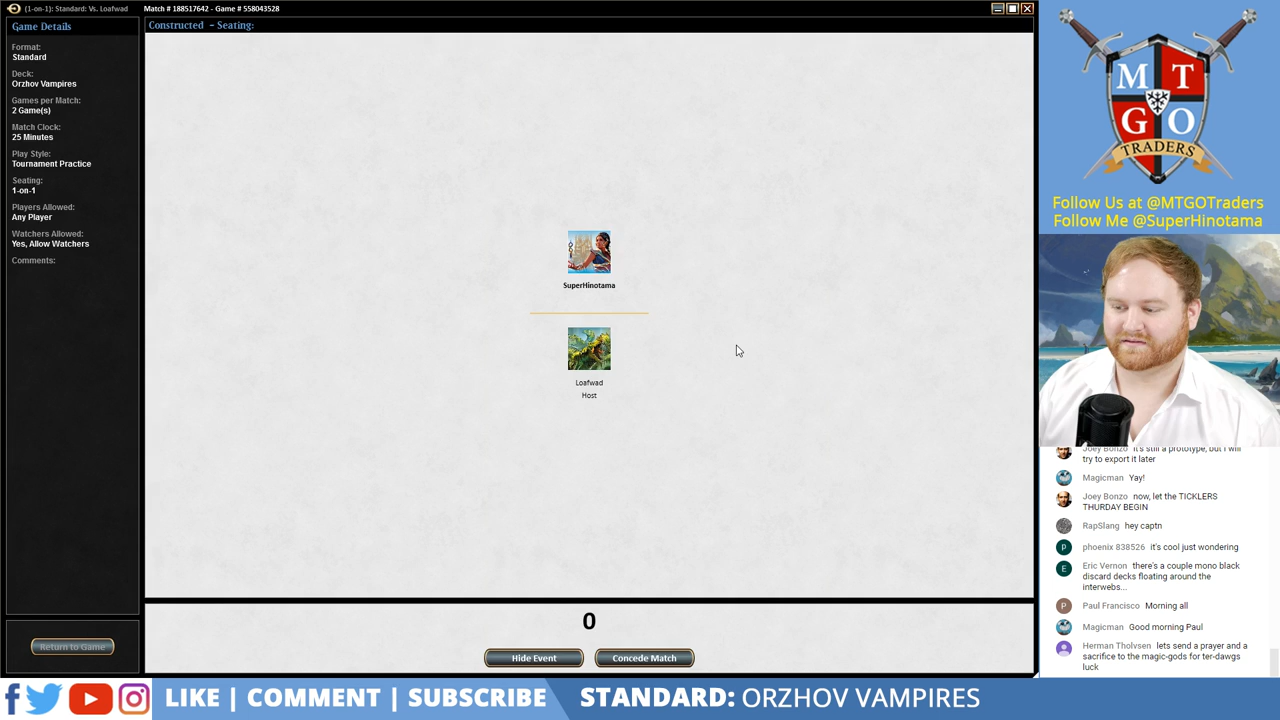 (1-on-1): Standard: Vs. Loafwad
Match # 188517642 - Game # 558043528
Game Details
Format:
Standard
Deck:
Orzhov Vampires
Games per Match:
2 Game(s)
Match Clock:
25 Minutes
Play Style:
Tournament Practice
Seating:
1-on-1
Players Allowed:
Any Player
Watchers Allowed:
Yes, Allow Watchers
Comments:
Return to Game
Constructed - Seating:
SuperHinotama
Loafwad
Host
0
Hide Event
Concede Match
M T
G O
TRADERS
Follow Us at @MTGOTraders
Follow Me @SuperHinotama
Joey Bonzo it's still a prototype, but I will
try to export it later
Magicman Yay!
Joey Bonzo now, let the TICKLERS
THURDAY BEGIN
RapSlang hey captn
P phoenix 838526 it's cool just wondering
E Eric Vernon there's a couple mono black
discard decks floating around the
interwebs...
P Paul Francisco Morning all
Magicman Good morning Paul
Herman Tholvsen lets send a prayer and a
sacrifice to the magic-gods for ter-dawgs
luck
LIKE | COMMENT | SUBSCRIBE
STANDARD: ORZHOV VAMPIRES